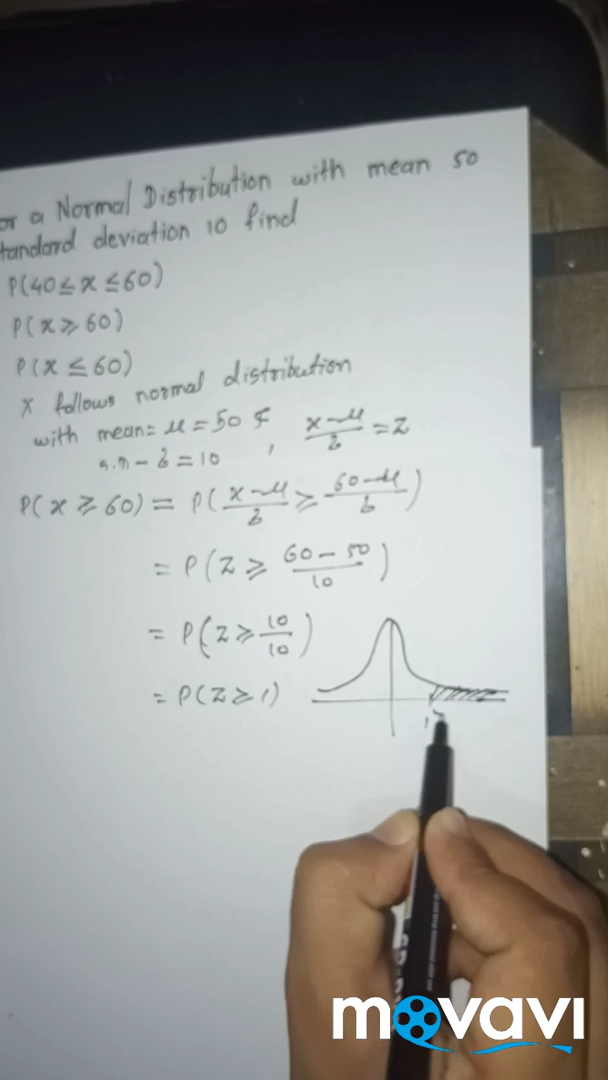 or a Normal Distribution with mean 50
tandard deviation 10 find
P(40 ≤ x ≤ 60)
P(x ≥ 60)
P(x ≤ 60)
X follows normal distribution
with mean = μ = 50 &, (x-μ)/σ = Z
s.D - σ = 10
P(x ≥ 60) = P((x-μ)/σ ≥ (60-μ)/σ)
= P(Z ≥ (60-50)/10)
= P(Z ≥ 10/10)
= P(Z ≥ 1)
1
movavi